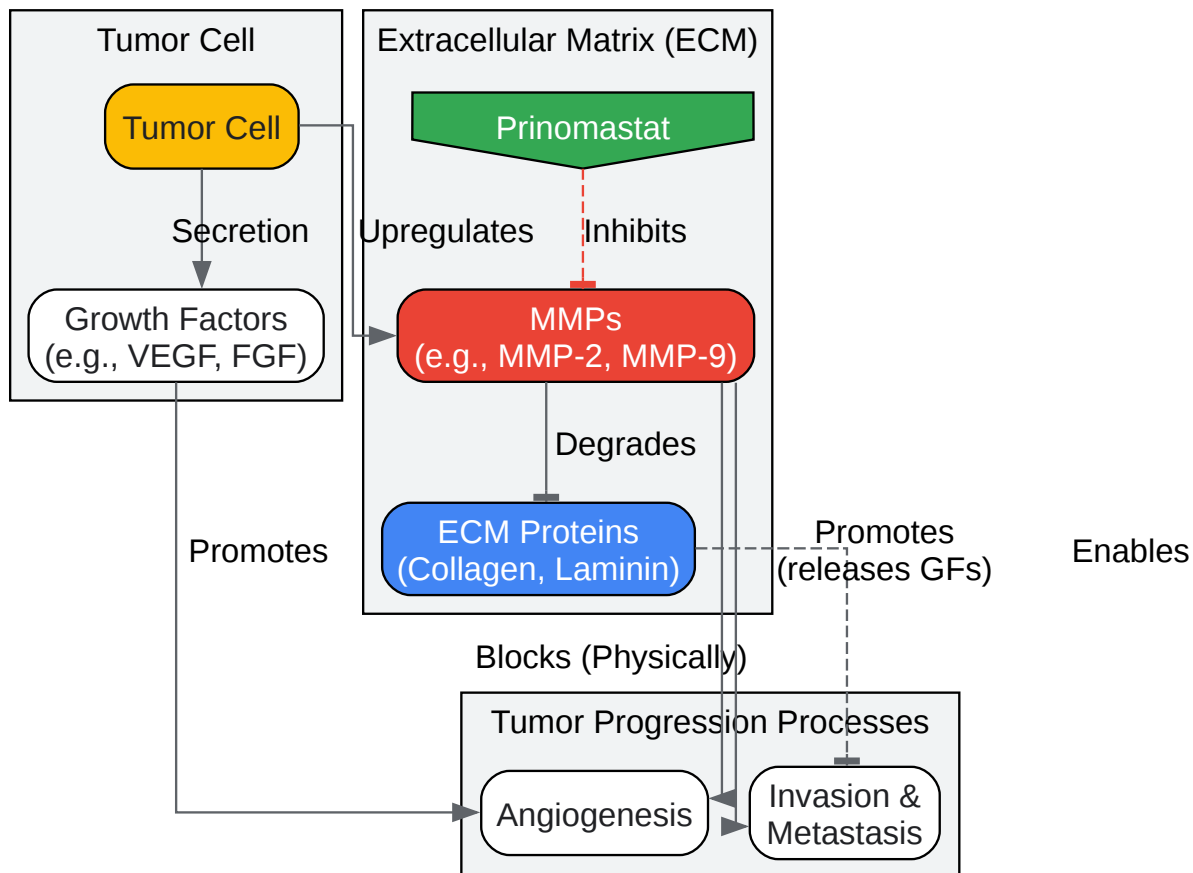 Tumor Cell
Extracellular Matrix (ECM)
Tumor Cell
Prinomastat
Secretion
Upregulates
Inhibits
Growth Factors
(e.g., VEGF, FGF)
MMPs
(e.g., MMP-2, MMP-9)
Degrades
ECM Proteins
(Collagen, Laminin)
Promotes
Promotes
(releases GFs)
Enables
Blocks (Physically)
Tumor Progression Processes
Angiogenesis
Invasion &
Metastasis